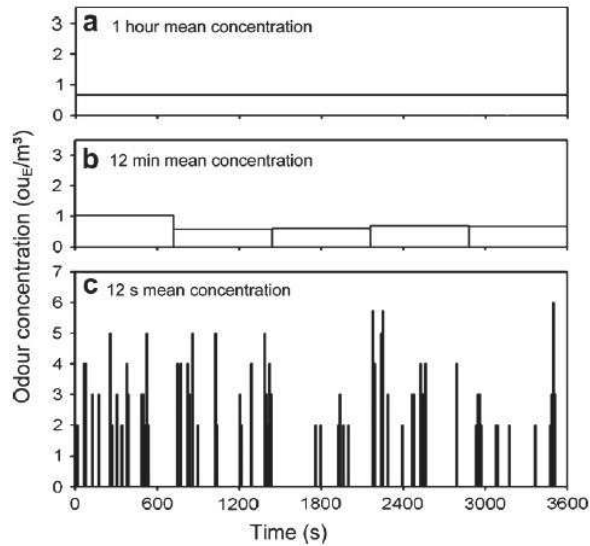 a 1 hour mean concentration
3
2
1
0
b 12 min mean concentration
3
2
1
0
c 12 s mean concentration
7
6
5
4
3
2
1
0
0 600 1200 1800 2400 3000 3600
Time (s)
Odour concentration (ouE/m³)